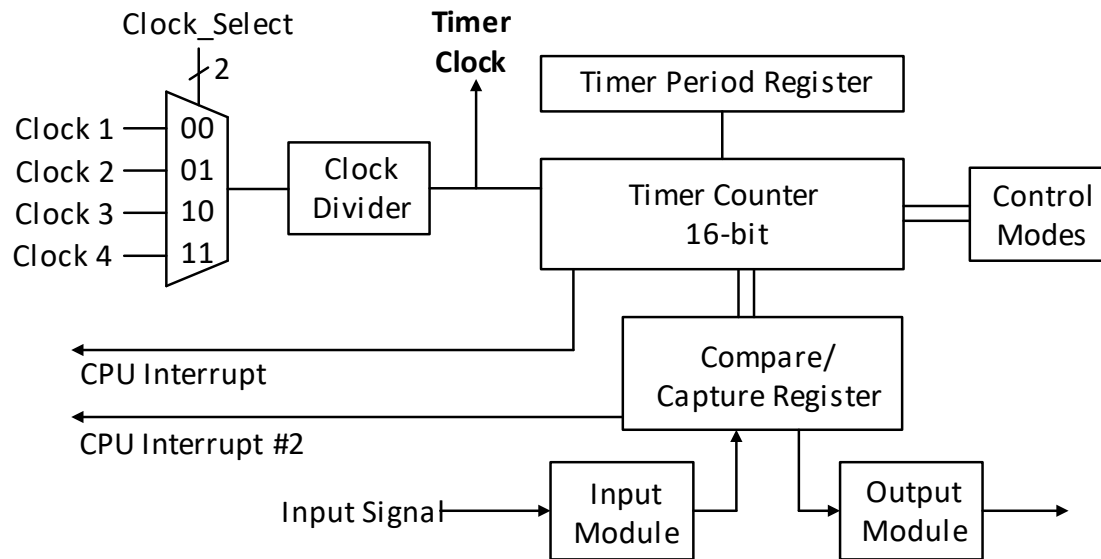 Clock_Select
2
Timer
Clock
Timer Period Register
Clock 1
00
Clock 2
01
Clock 3
10
Clock 4
11
Clock
Divider
Timer Counter
16-bit
Control
Modes
CPU Interrupt
Compare/
Capture Register
CPU Interrupt #2
Input Signal
Input
Module
Output
Module